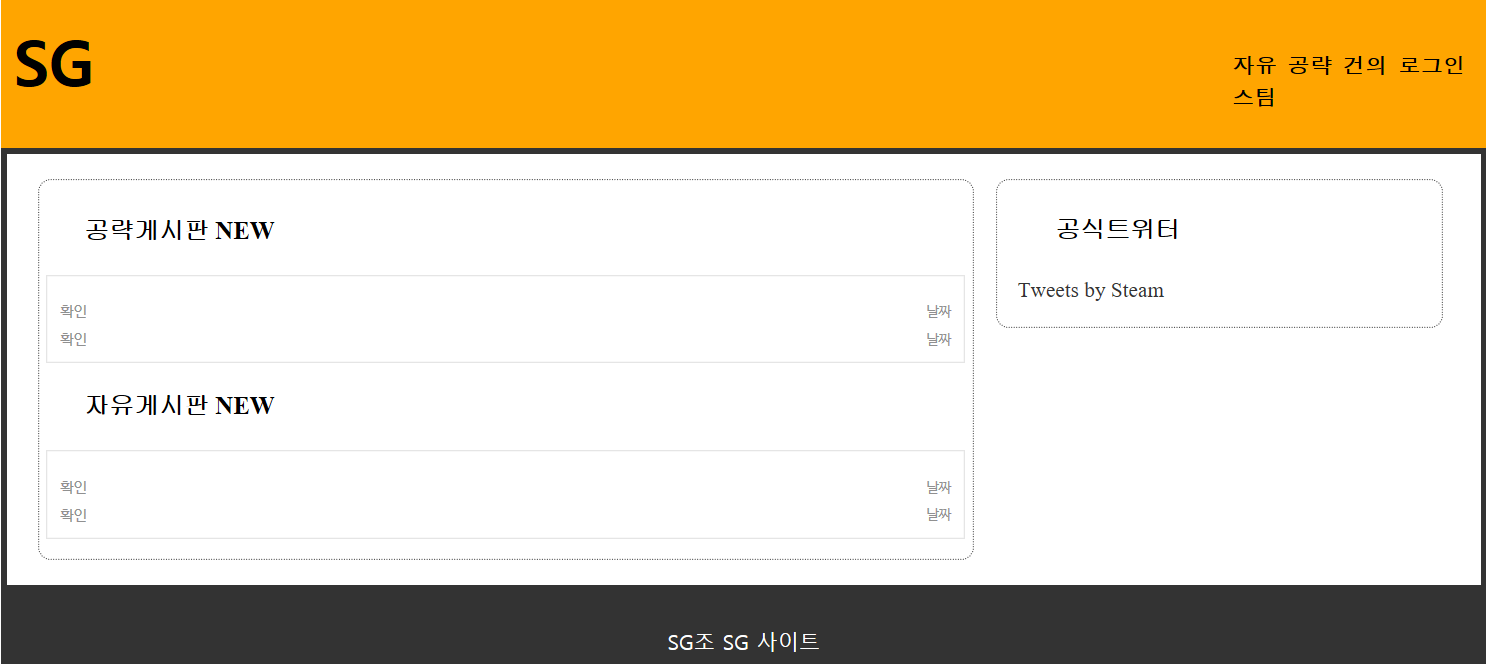 SG
자유 공략 건의 로그인
스팀
공략게시판 NEW
확인 날짜
확인 날짜
자유게시판 NEW
확인 날짜
확인 날짜
공식트위터
Tweets by Steam
SG조 SG 사이트